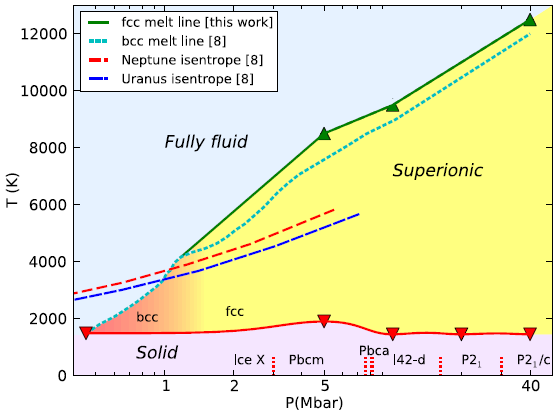 fcc melt line [this work]
bcc melt line [8]
Neptune isentrope [8]
Uranus isentrope [8]
12000
10000
8000
6000
4000
2000
0
T (K)
Fully fluid
Superionic
bcc
fcc
Solid
Ice X
Pbcm
Pbca
I42-d
P2₁
P2₁/c
1
2
5
10
40
P(Mbar)